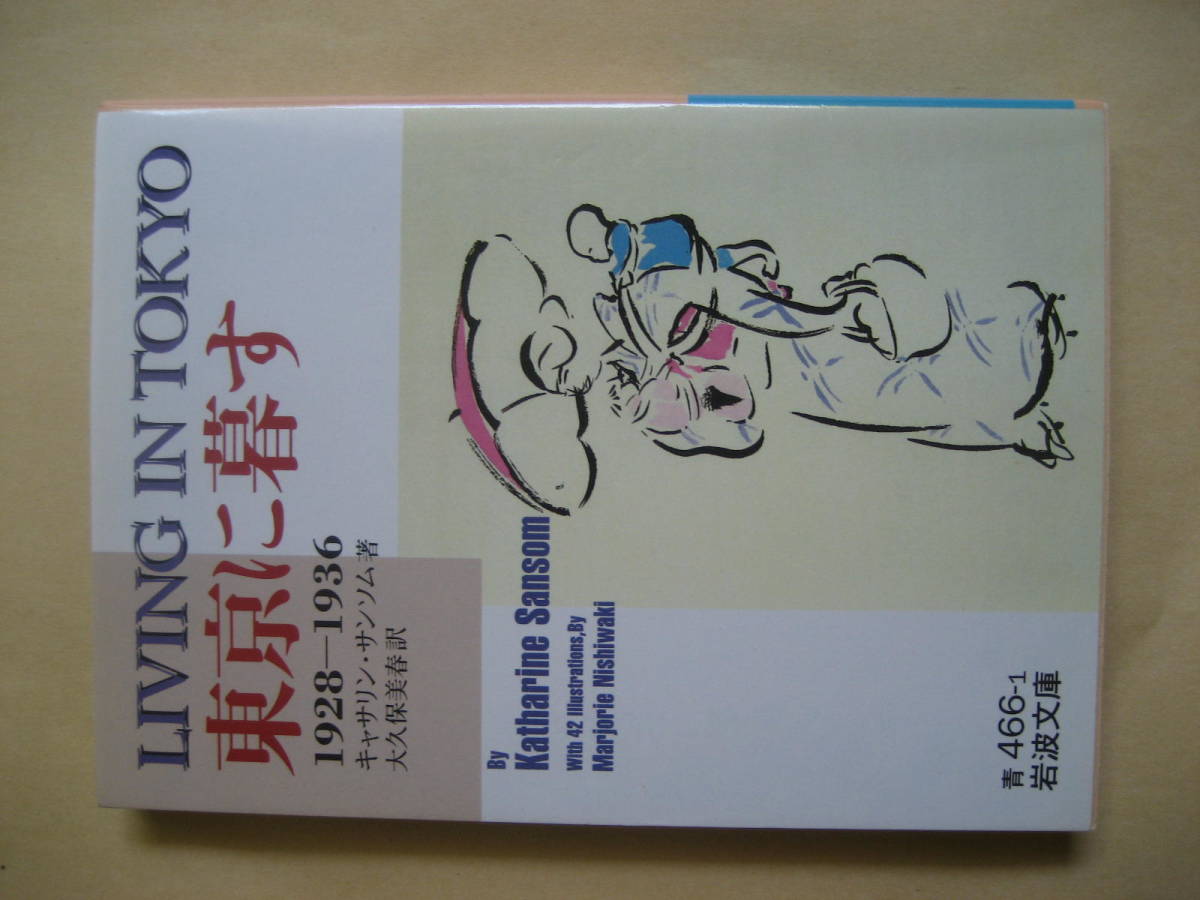 LIVING IN TOKYO
東京に暮す
1928—1936
キャサリン・サンソム著
大久保美春訳
By
Katharine Sansom
With 42 Illustrations,By
Marjorie Nishiwaki
青 466-1
岩波文庫